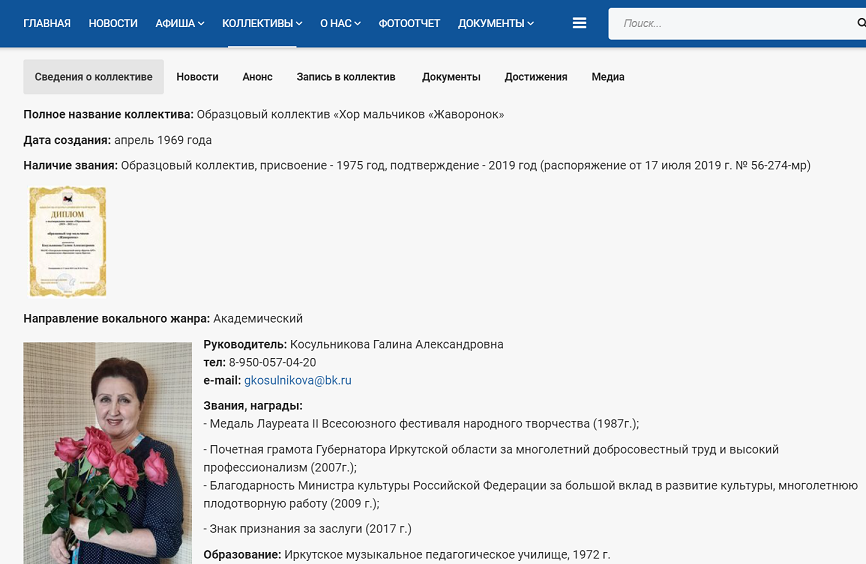 ГЛАВНАЯ НОВОСТИ АФИША КОЛЛЕКТИВЫ О НАС ФОТООТЧЕТ ДОКУМЕНТЫ Поиск...
Сведения о коллективе Новости Анонс Запись в коллектив Документы Достижения Медиа
Полное название коллектива: Образцовый коллектив «Хор мальчиков «Жаворонок»
Дата создания: апрель 1969 года
Наличие звания: Образцовый коллектив, присвоение - 1975 год, подтверждение - 2019 год (распоряжение от 17 июля 2019 г. № 56-274-мр)
ДИПЛОМ
Направление вокального жанра: Академический
Руководитель: Косульникова Галина Александровна
тел: 8-950-057-04-20
e-mail: gkosulnikova@bk.ru
Звания, награды:
- Медаль Лауреата II Всесоюзного фестиваля народного творчества (1987г.);
- Почетная грамота Губернатора Иркутской области за многолетний добросовестный труд и высокий
профессионализм (2007г.);
- Благодарность Министра культуры Российской Федерации за большой вклад в развитие культуры, многолетнюю
плодотворную работу (2009 г.);
- Знак признания за заслуги (2017 г.)
Образование: Иркутское музыкальное педагогическое училище, 1972 г.